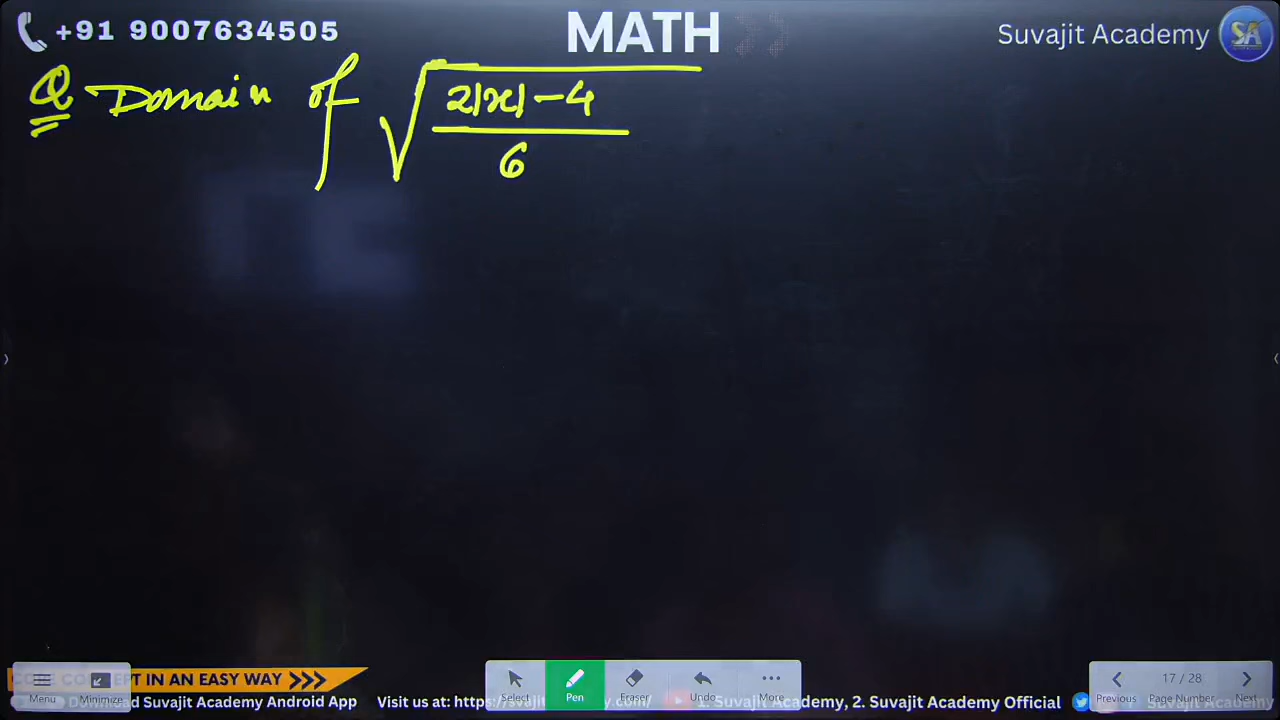 +91 9007634505 MATH Suvajit Academy SA
Q Domain of √((2|x| - 4)/6)
PT IN AN EASY WAY >>>
Menu Minimize Select Pen Eraser Undo More Previous 17 / 28 Page Number Next
Suvajit Academy Android App Visit us at: 1. Suvajit Academy, 2. Suvajit Academy Official